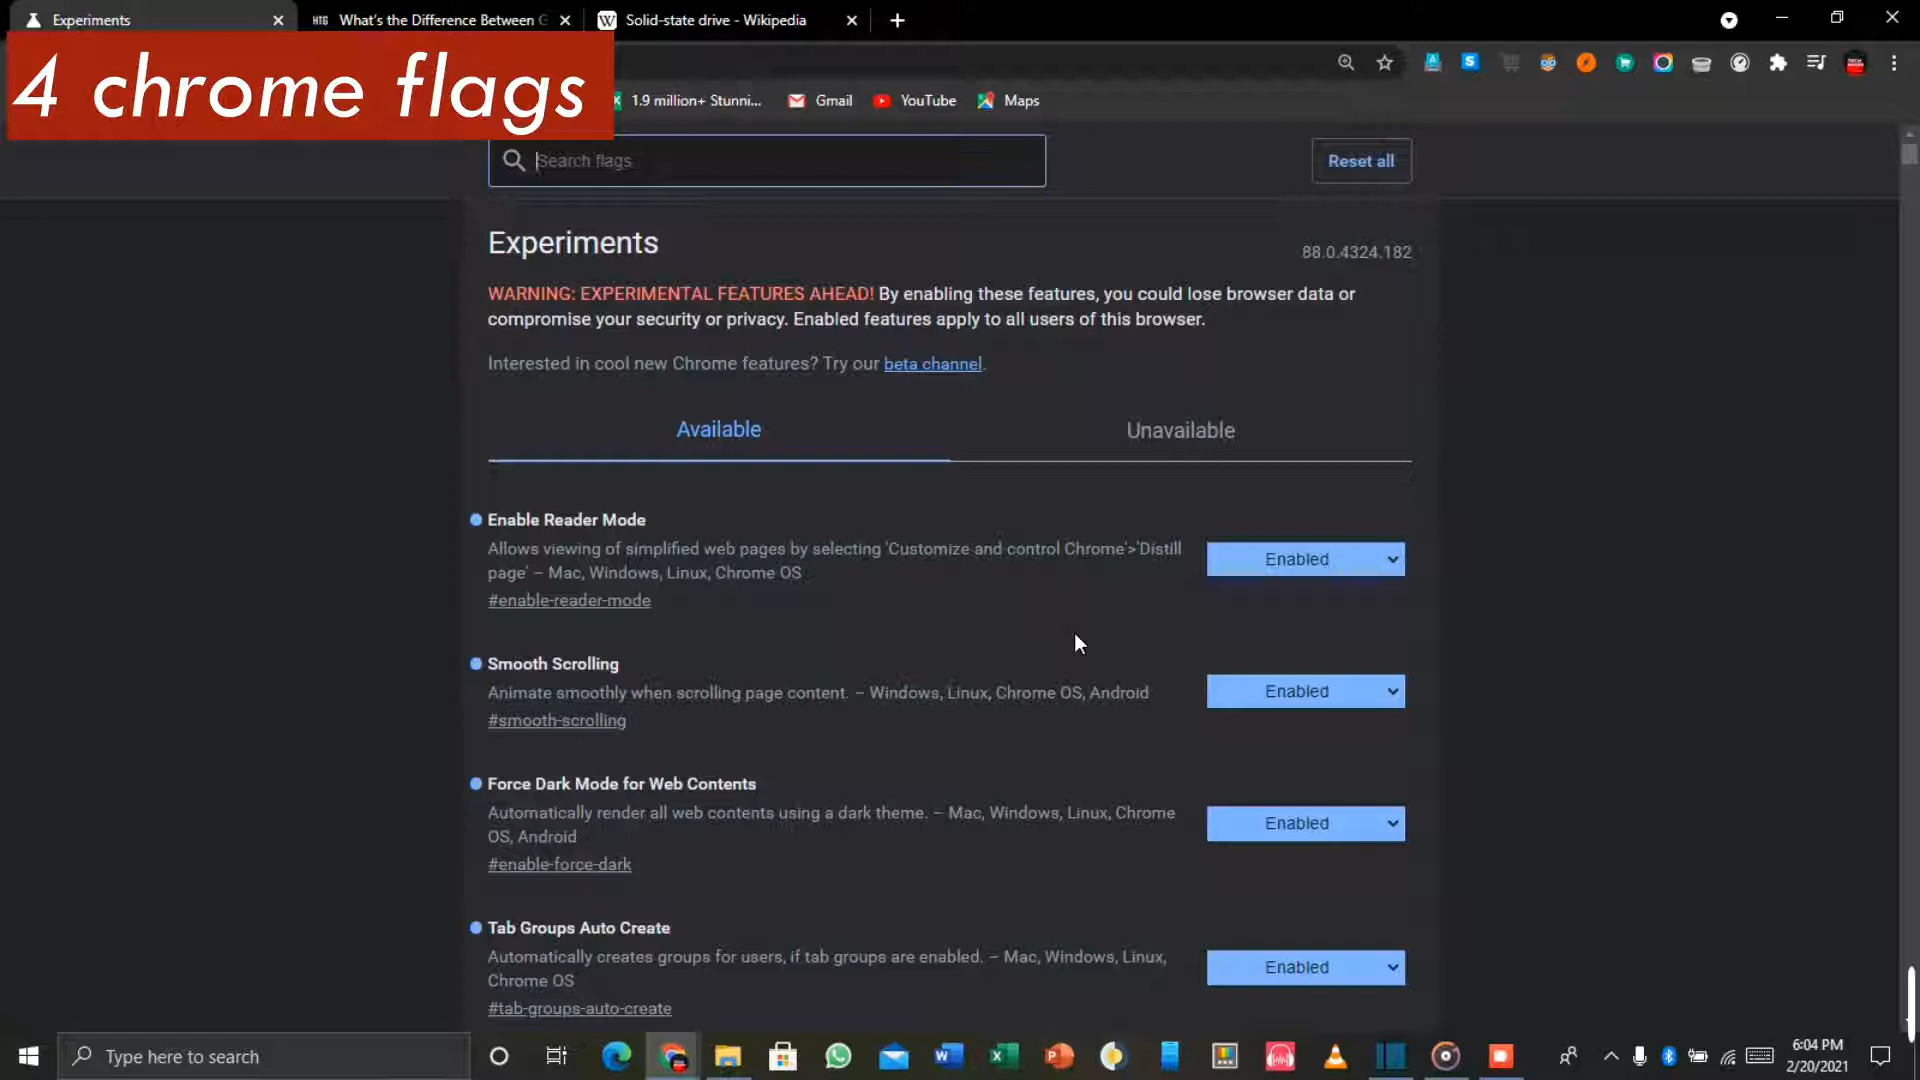 Experiments
HTG What's the Difference Between G
W Solid-state drive - Wikipedia
4 chrome flags
1.9 million+ Stunni...
Gmail
YouTube
Maps
Search flags
Reset all
Experiments
88.0.4324.182
WARNING: EXPERIMENTAL FEATURES AHEAD! By enabling these features, you could lose browser data or
compromise your security or privacy. Enabled features apply to all users of this browser.
Interested in cool new Chrome features? Try our beta channel.
Available
Unavailable
Enable Reader Mode
Allows viewing of simplified web pages by selecting 'Customize and control Chrome'>'Distill
page' – Mac, Windows, Linux, Chrome OS
#enable-reader-mode
Enabled
Smooth Scrolling
Animate smoothly when scrolling page content. – Windows, Linux, Chrome OS, Android
#smooth-scrolling
Enabled
Force Dark Mode for Web Contents
Automatically render all web contents using a dark theme. – Mac, Windows, Linux, Chrome
OS, Android
#enable-force-dark
Enabled
Tab Groups Auto Create
Automatically creates groups for users, if tab groups are enabled. – Mac, Windows, Linux,
Chrome OS
#tab-groups-auto-create
Enabled
Type here to search
6:04 PM
2/20/2021